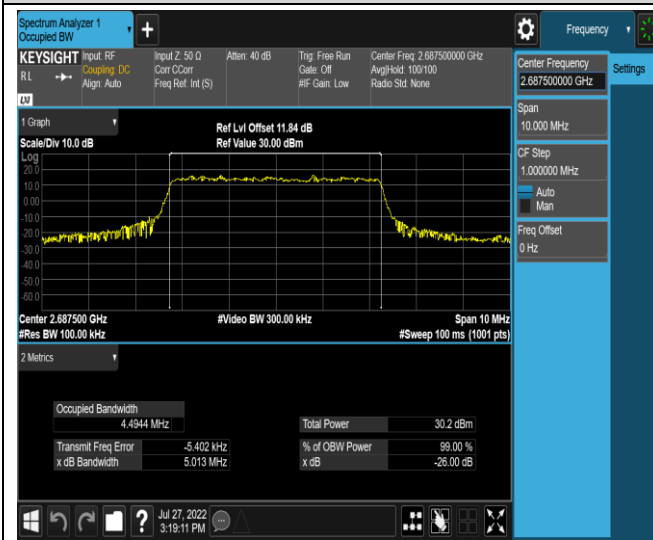 Spectrum Analyzer 1
Occupied BW
+
Frequency
KEYSIGHT
RL
LXI
Input: RF
Coupling: DC
Align: Auto
Input Z: 50 Ω
Corr CCorr
Freq Ref: Int (S)
Atten: 40 dB
Trig: Free Run
Gate: Off
#IF Gain: Low
Center Freq: 2.687500000 GHz
Avg|Hold: 100/100
Radio Std: None
Center Frequency
2.687500000 GHz
Settings
Span
10.000 MHz
CF Step
1.000000 MHz
Auto
Man
Freq Offset
0 Hz
1 Graph
Scale/Div 10.0 dB
Ref Lvl Offset 11.84 dB
Ref Value 30.00 dBm
Log
20.0
10.0
0.00
-10.0
-20.0
-30.0
-40.0
-50.0
-60.0
Center 2.687500 GHz
#Video BW 300.00 kHz
Span 10 MHz
#Res BW 100.00 kHz
#Sweep 100 ms (1001 pts)
2 Metrics
Occupied Bandwidth
4.4944 MHz
Total Power 30.2 dBm
Transmit Freq Error -5.402 kHz
% of OBW Power 99.00 %
x dB Bandwidth 5.013 MHz
x dB -26.00 dB
?
Jul 27, 2022
3:19:11 PM